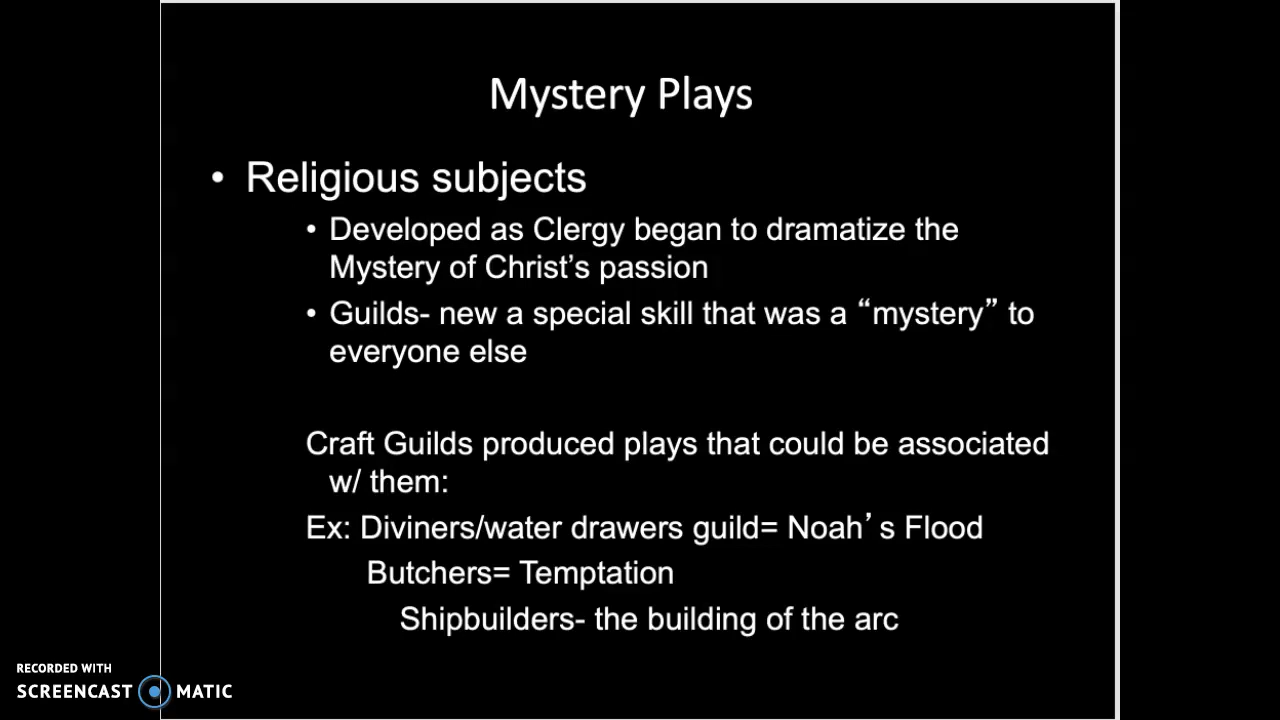 Mystery Plays
• Religious subjects
• Developed as Clergy began to dramatize the
Mystery of Christ's passion
• Guilds- new a special skill that was a “mystery” to
everyone else
Craft Guilds produced plays that could be associated
w/ them:
Ex: Diviners/water drawers guild= Noah’s Flood
Butchers= Temptation
Shipbuilders- the building of the arc
RECORDED WITH
SCREENCAST MATIC